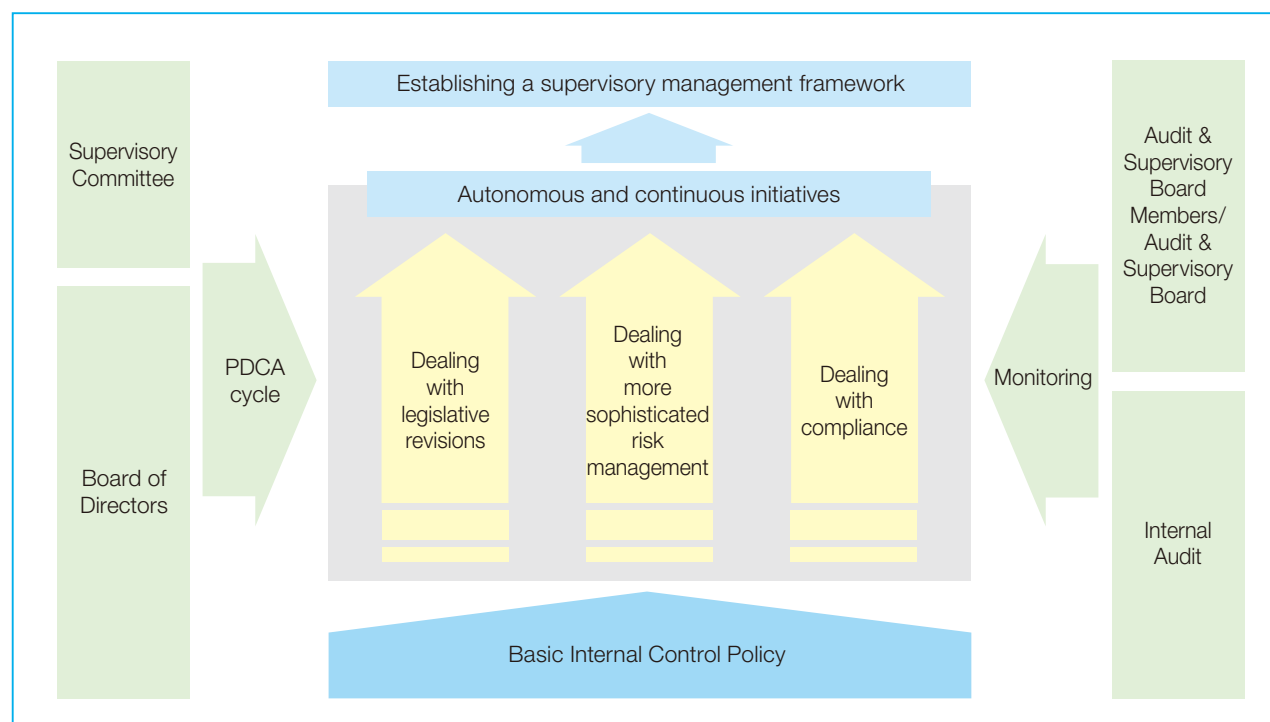 Establishing a supervisory management framework
Supervisory
Committee
Board of
Directors
PDCA
cycle
Autonomous and continuous initiatives
Dealing
with
legislative
revisions
Dealing
with
more
sophisticated
risk
management
Dealing
with
compliance
Basic Internal Control Policy
Monitoring
Audit &
Supervisory
Board
Members/
Audit &
Supervisory
Board
Internal
Audit